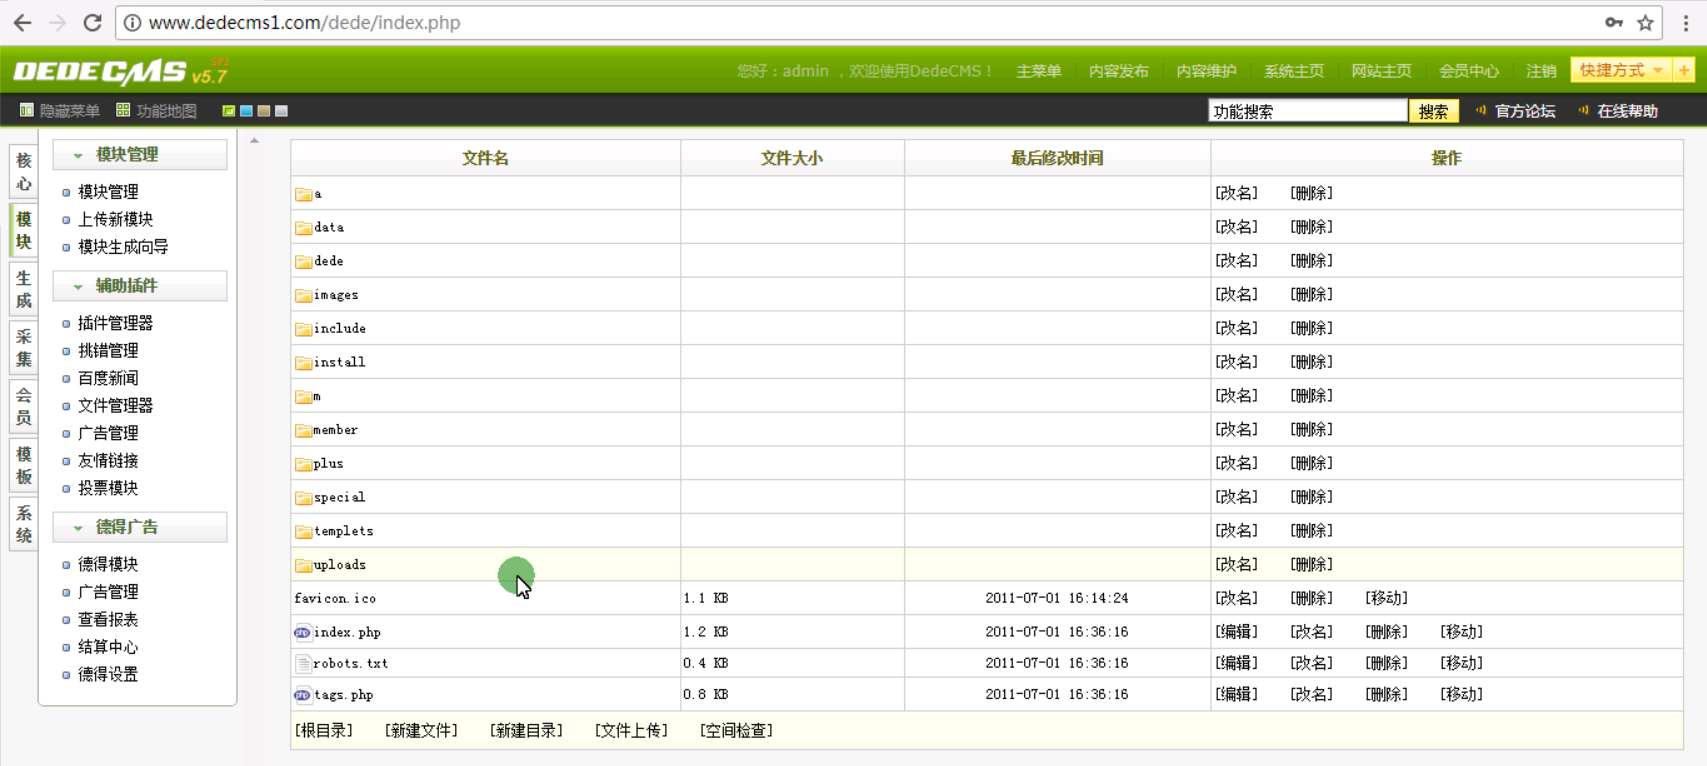 www.dedecms1.com/dede/index.php
DEDECMS v5.7 SP2
您好：admin ，欢迎使用DedeCMS！ 主菜单 内容发布 内容维护 系统主页 网站主页 会员中心 注销 快捷方式 +
隐藏菜单 功能地图 功能搜索 搜索 官方论坛 在线帮助
核心
模块
生成
采集
会员
模板
系统
模块管理
模块管理
上传新模块
模块生成向导
辅助插件
插件管理器
挑错管理
百度新闻
文件管理器
广告管理
友情链接
投票模块
德得广告
德得模块
广告管理
查看报表
结算中心
德得设置
文件名 文件大小 最后修改时间 操作
a [改名] [删除]
data [改名] [删除]
dede [改名] [删除]
images [改名] [删除]
include [改名] [删除]
install [改名] [删除]
m [改名] [删除]
member [改名] [删除]
plus [改名] [删除]
special [改名] [删除]
templets [改名] [删除]
uploads [改名] [删除]
favicon.ico 1.1 KB 2011-07-01 16:14:24 [改名] [删除] [移动]
index.php 1.2 KB 2011-07-01 16:36:16 [编辑] [改名] [删除] [移动]
robots.txt 0.4 KB 2011-07-01 16:36:16 [编辑] [改名] [删除] [移动]
tags.php 0.8 KB 2011-07-01 16:36:16 [编辑] [改名] [删除] [移动]
[根目录] [新建文件] [新建目录] [文件上传] [空间检查]